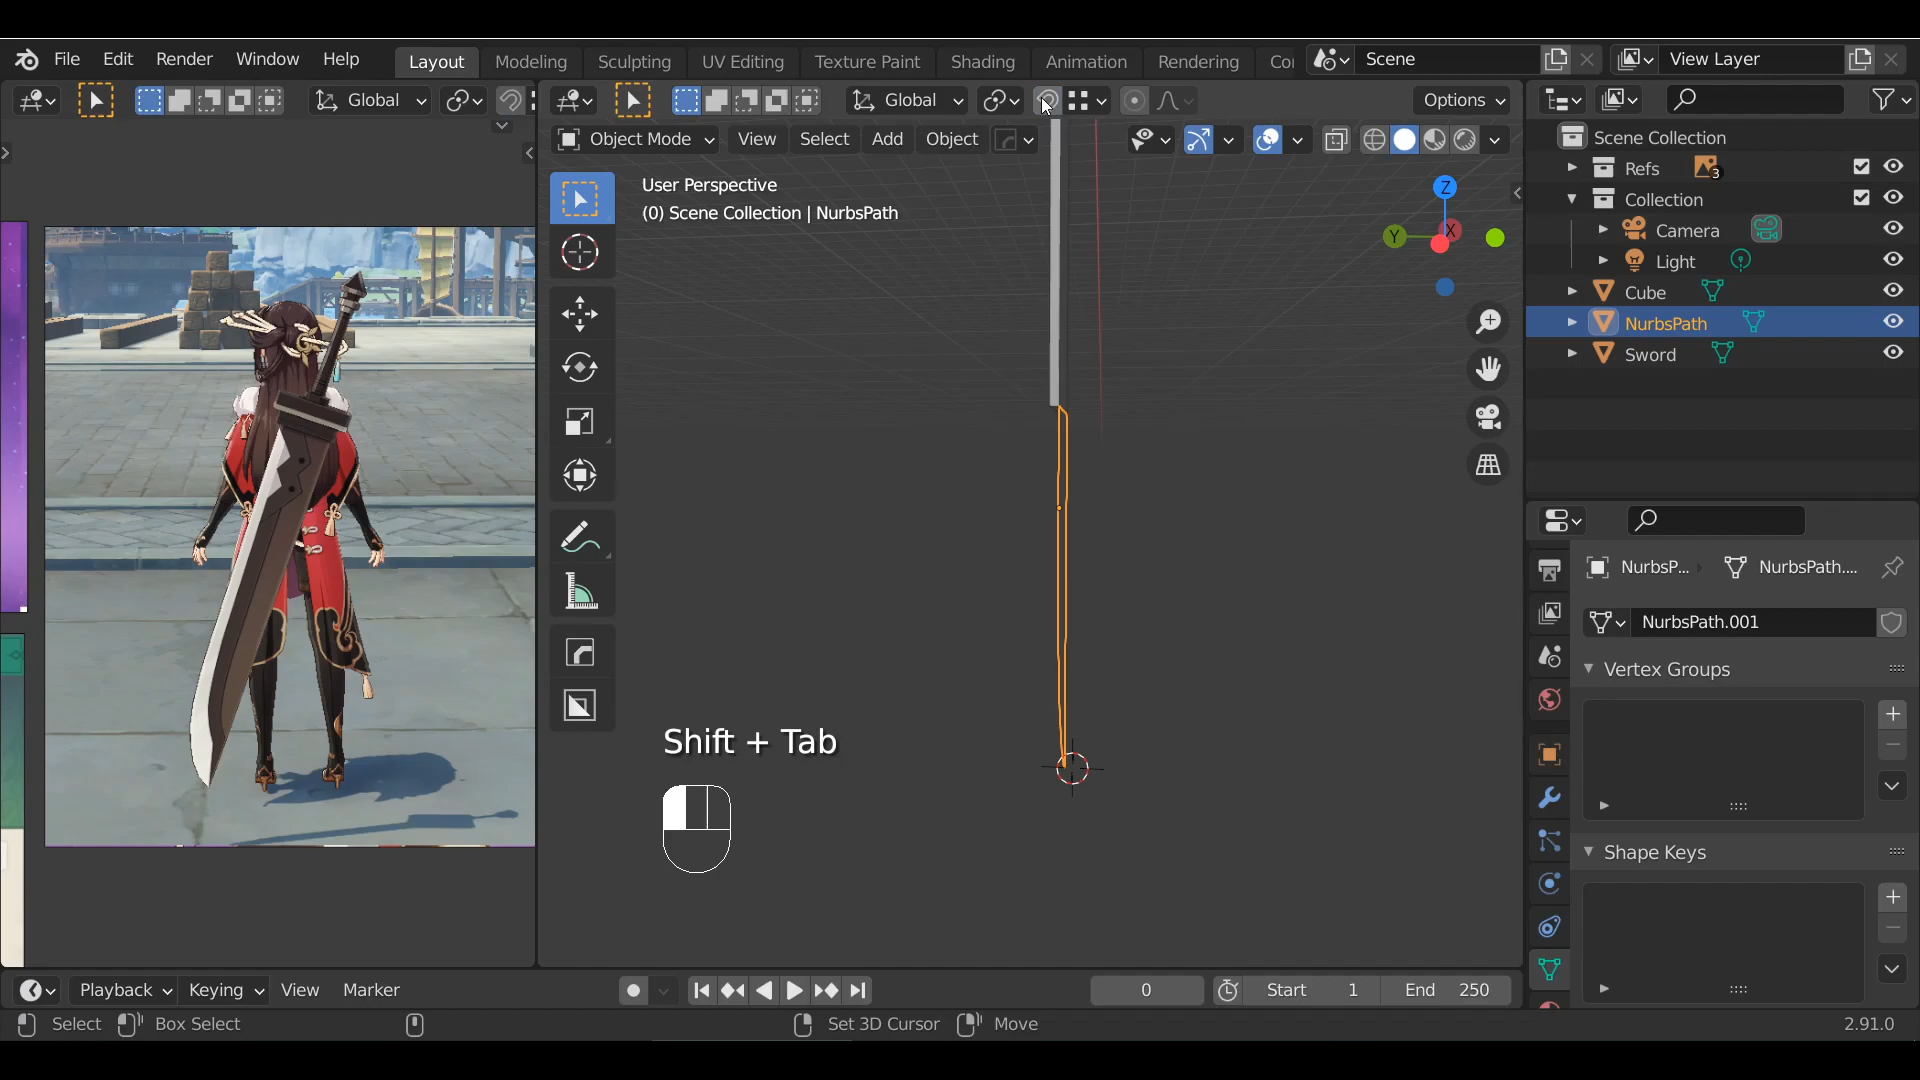 File Edit Render Window Help Layout Modeling Sculpting UV Editing Texture Paint Shading Animation Rendering Co Scene View Layer
Global Global Options
Object Mode View Select Add Object
User Perspective
(0) Scene Collection | NurbsPath
Z
Y X
Shift + Tab
Scene Collection
Refs 3
Collection
Camera
Light
Cube
NurbsPath
Sword
NurbsP... NurbsPath....
NurbsPath.001
Vertex Groups
Shape Keys
Playback Keying View Marker 0 Start 1 End 250
Select Box Select Set 3D Cursor Move 2.91.0